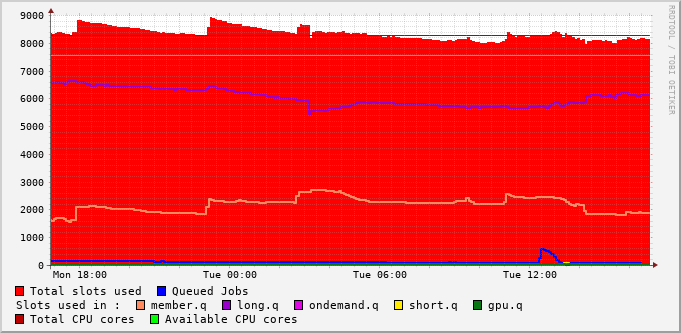 9000
8000
7000
6000
5000
4000
3000
2000
1000
0
Mon 18:00 Tue 00:00 Tue 06:00 Tue 12:00
Total slots used Queued Jobs
Slots used in : member.q long.q ondemand.q short.q gpu.q
Total CPU cores Available CPU cores
RRDTOOL / TOBI OETIKER